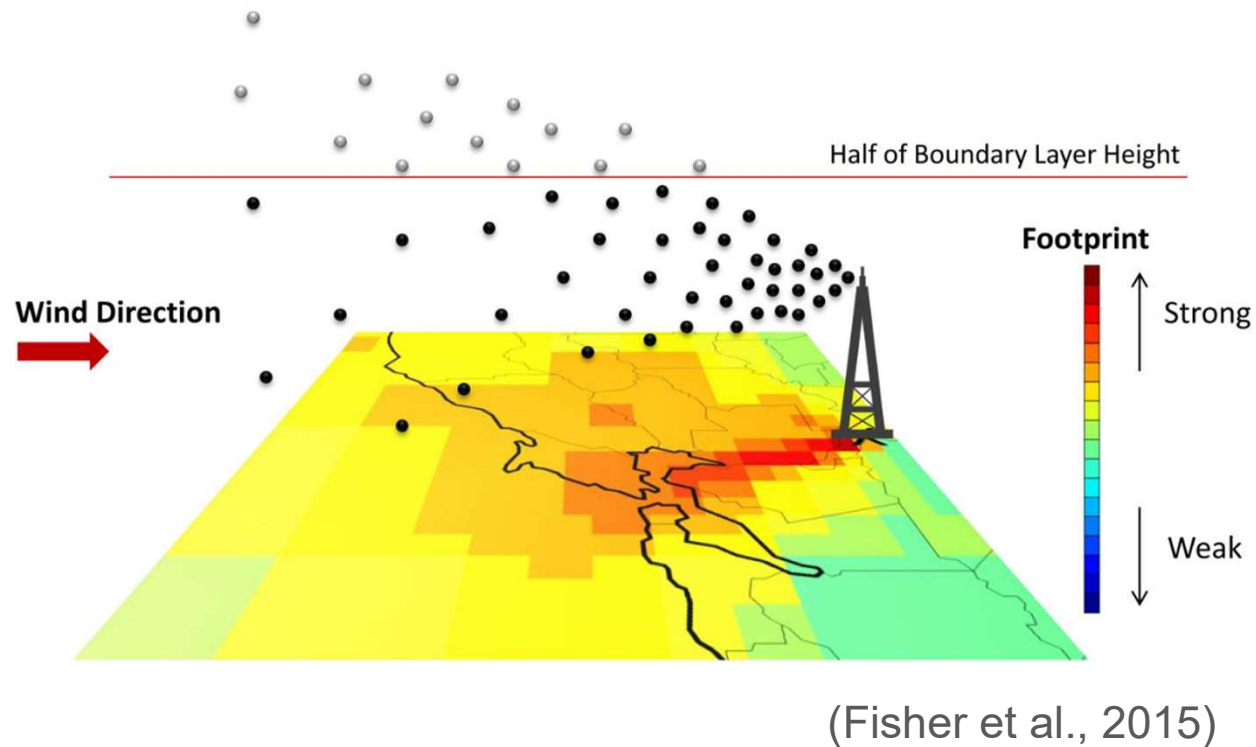 Half of Boundary Layer Height
Footprint
Wind Direction
Strong
Weak
(Fisher et al., 2015)